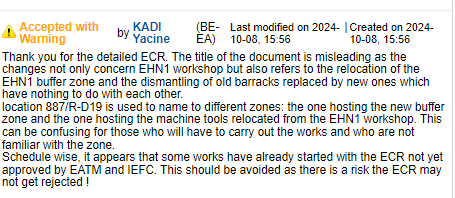 Accepted with Warning by KADI Yacine (BE-EA) Last modified on 2024-10-08, 15:56 | Created on 2024-10-08, 15:56
Thank you for the detailed ECR. The title of the document is misleading as the
changes not only concern EHN1 workshop but also refers to the relocation of the
EHN1 buffer zone and the dismantling of old barracks replaced by new ones which
have nothing to do with each other.
location 887/R-D19 is used to name to different zones: the one hosting the new buffer
zone and the one hosting the machine tools relocated from the EHN1 workshop. This
can be confusing for those who will have to carry out the works and who are not
familiar with the zone.
Schedule wise, it appears that some works have already started with the ECR not yet
approved by EATM and IEFC. This should be avoided as there is a risk the ECR may
not get rejected !